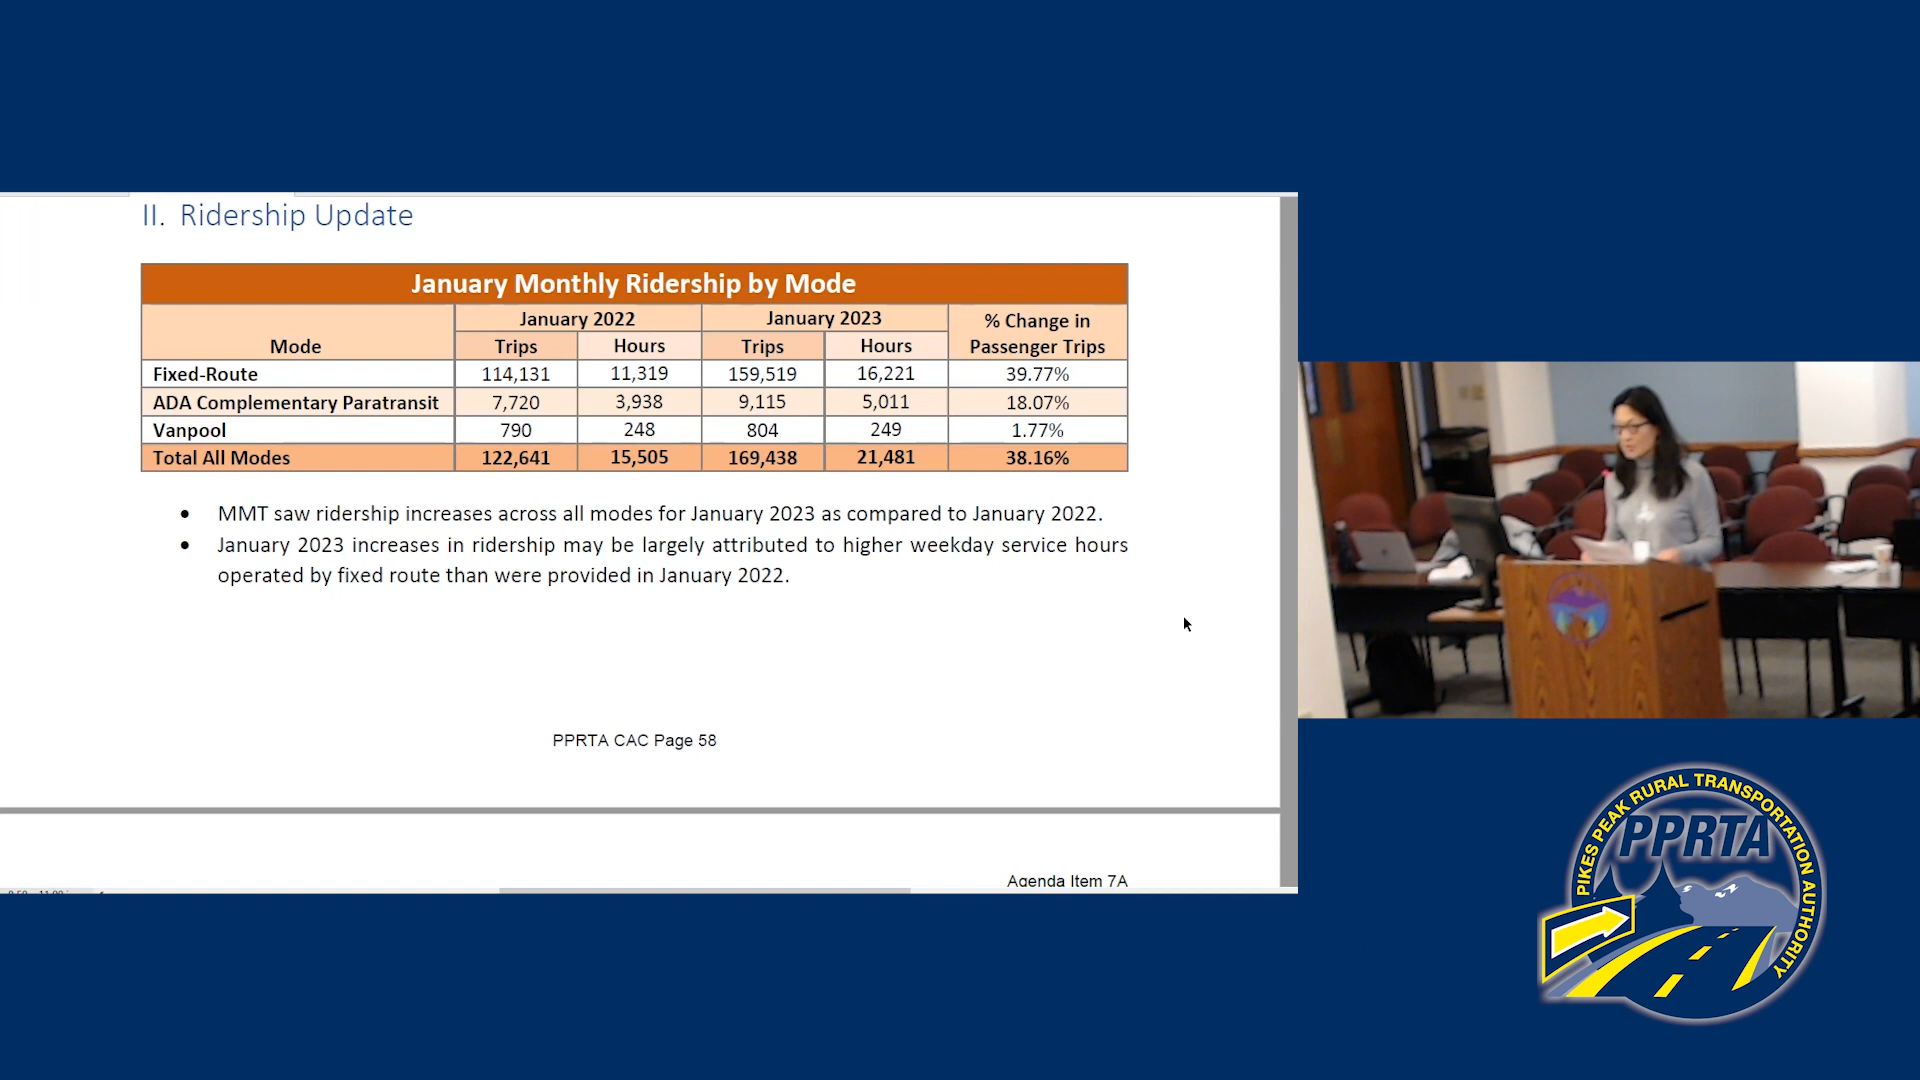 II. Ridership Update
January Monthly Ridership by Mode
Mode January 2022 January 2023 % Change in Passenger Trips
Trips Hours Trips Hours
Fixed-Route 114,131 11,319 159,519 16,221 39.77%
ADA Complementary Paratransit 7,720 3,938 9,115 5,011 18.07%
Vanpool 790 248 804 249 1.77%
Total All Modes 122,641 15,505 169,438 21,481 38.16%
• MMT saw ridership increases across all modes for January 2023 as compared to January 2022.
• January 2023 increases in ridership may be largely attributed to higher weekday service hours
operated by fixed route than were provided in January 2022.
PPRTA CAC Page 58
Agenda Item 7A
PIKES PEAK RURAL TRANSPORTATION AUTHORITY
PPRTA